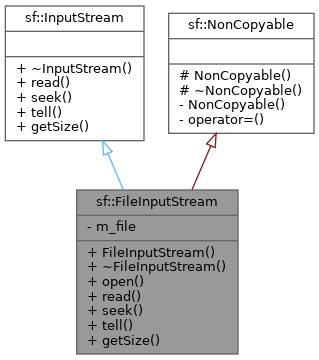 sf::InputStream
+ ~InputStream()
+ read()
+ seek()
+ tell()
+ getSize()
sf::NonCopyable
# NonCopyable()
# ~NonCopyable()
- NonCopyable()
- operator=()
sf::FileInputStream
- m_file
+ FileInputStream()
+ ~FileInputStream()
+ open()
+ read()
+ seek()
+ tell()
+ getSize()